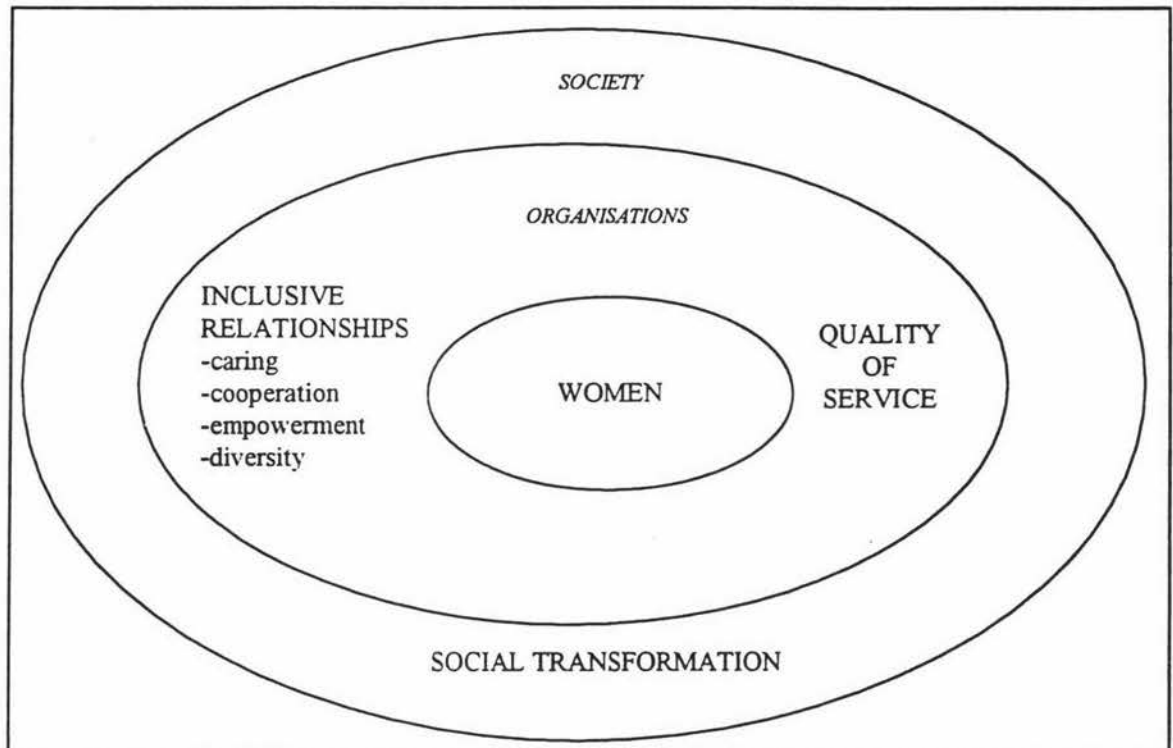 SOCIETY
ORGANISATIONS
INCLUSIVE
RELATIONSHIPS
-caring
-cooperation
-empowerment
-diversity
WOMEN
QUALITY
OF
SERVICE
SOCIAL TRANSFORMATION